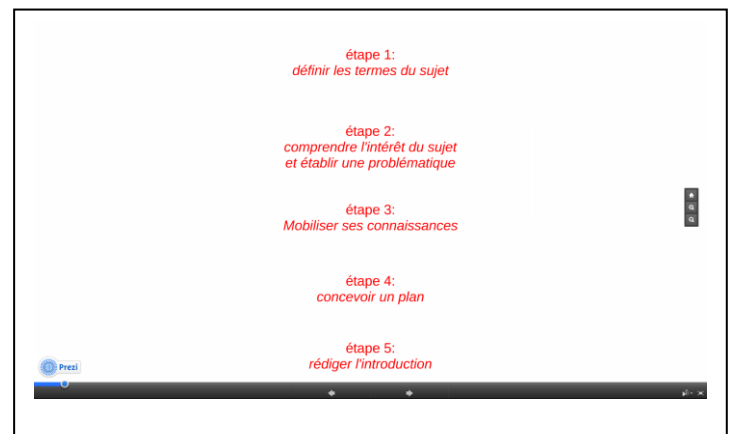 étape 1:
définir les termes du sujet
étape 2:
comprendre l'intérêt du sujet
et établir une problématique
étape 3:
Mobiliser ses connaissances
étape 4:
concevoir un plan
étape 5:
rédiger l'introduction
Prezi